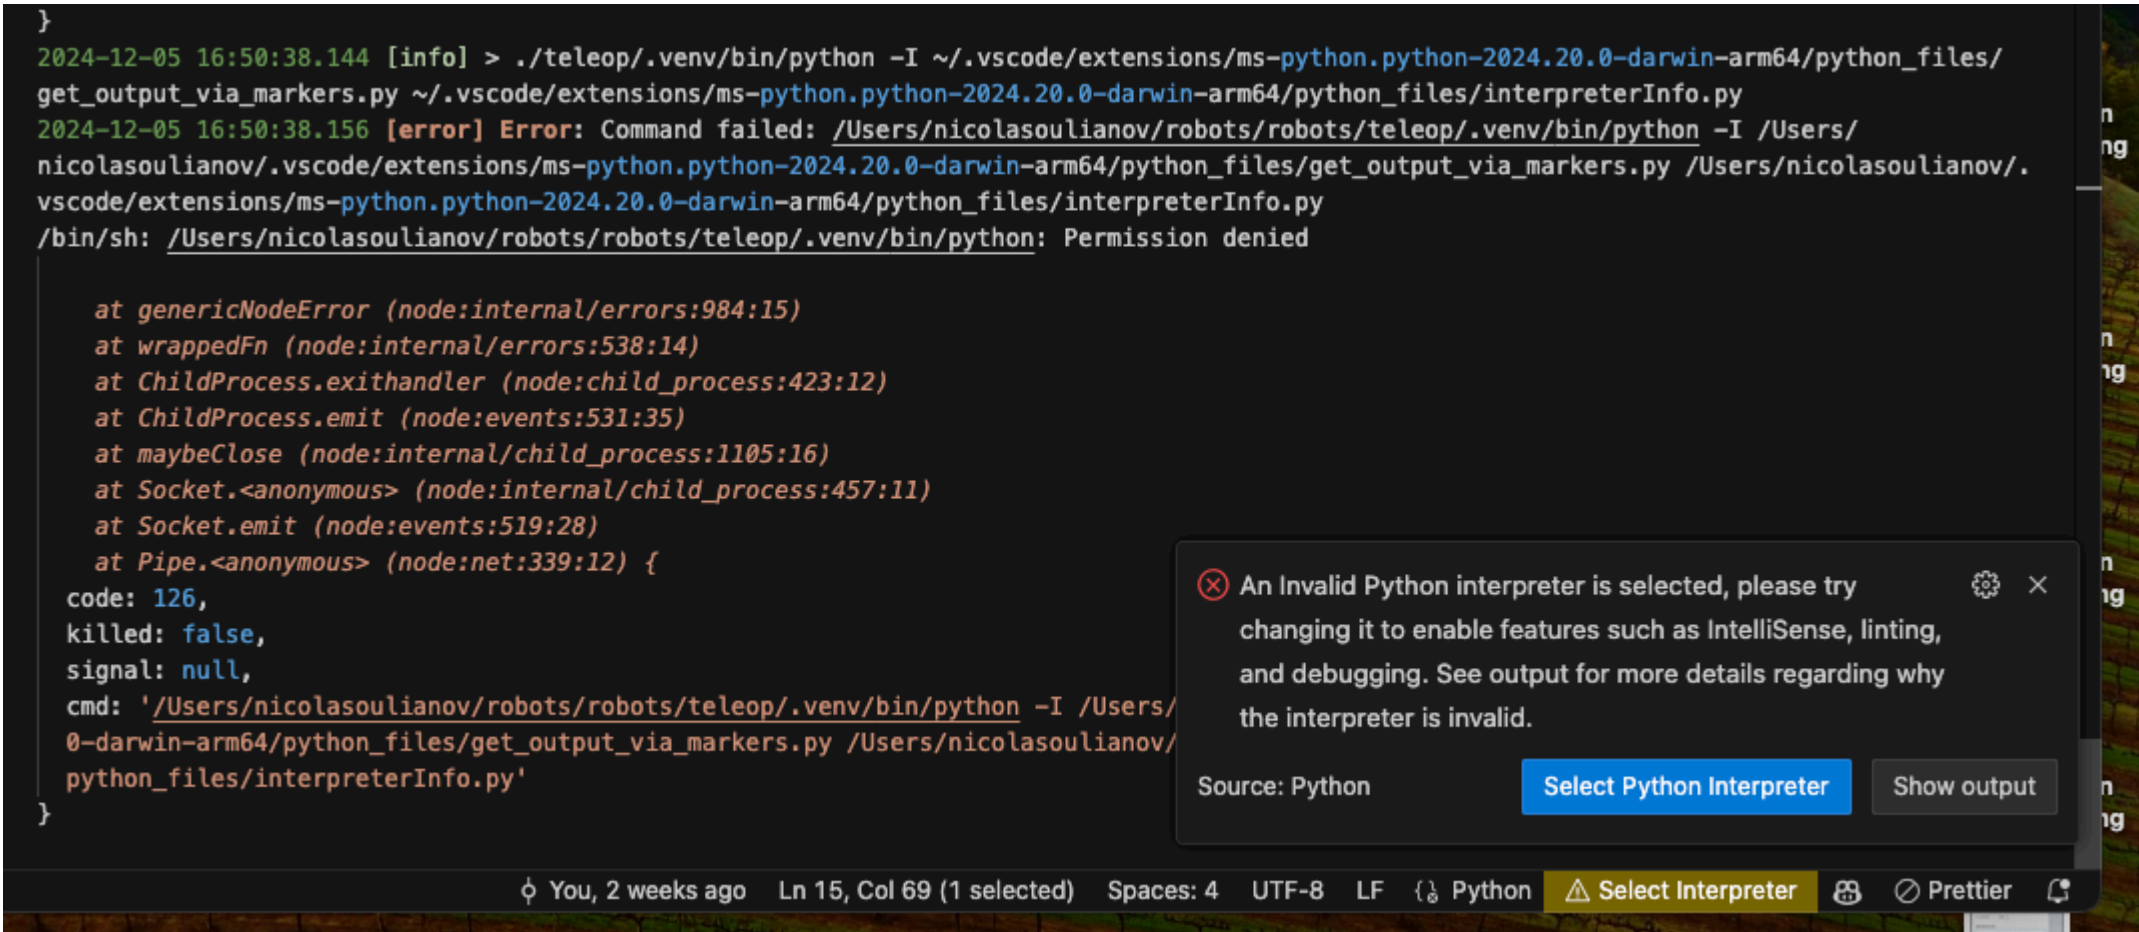 }
2024-12-05 16:50:38.144 [info] > ./teleop/.venv/bin/python -I ~/.vscode/extensions/ms-python.python-2024.20.0-darwin-arm64/python_files/
get_output_via_markers.py ~/.vscode/extensions/ms-python.python-2024.20.0-darwin-arm64/python_files/interpreterInfo.py
2024-12-05 16:50:38.156 [error] Error: Command failed: /Users/nicolasoulianov/robots/robots/teleop/.venv/bin/python -I /Users/
nicolasoulianov/.vscode/extensions/ms-python.python-2024.20.0-darwin-arm64/python_files/get_output_via_markers.py /Users/nicolasoulianov/.
vscode/extensions/ms-python.python-2024.20.0-darwin-arm64/python_files/interpreterInfo.py
/bin/sh: /Users/nicolasoulianov/robots/robots/teleop/.venv/bin/python: Permission denied
at genericNodeError (node:internal/errors:984:15)
at wrappedFn (node:internal/errors:538:14)
at ChildProcess.exithandler (node:child_process:423:12)
at ChildProcess.emit (node:events:531:35)
at maybeClose (node:internal/child_process:1105:16)
at Socket.<anonymous> (node:internal/child_process:457:11)
at Socket.emit (node:events:519:28)
at Pipe.<anonymous> (node:net:339:12) {
code: 126,
killed: false,
signal: null,
cmd: '/Users/nicolasoulianov/robots/robots/teleop/.venv/bin/python -I /Users/
0-darwin-arm64/python_files/get_output_via_markers.py /Users/nicolasoulianov/
python_files/interpreterInfo.py'
}
An Invalid Python interpreter is selected, please try
changing it to enable features such as IntelliSense, linting,
and debugging. See output for more details regarding why
the interpreter is invalid.
Source: Python
Select Python Interpreter
Show output
You, 2 weeks ago Ln 15, Col 69 (1 selected) Spaces: 4 UTF-8 LF Python Select Interpreter Prettier